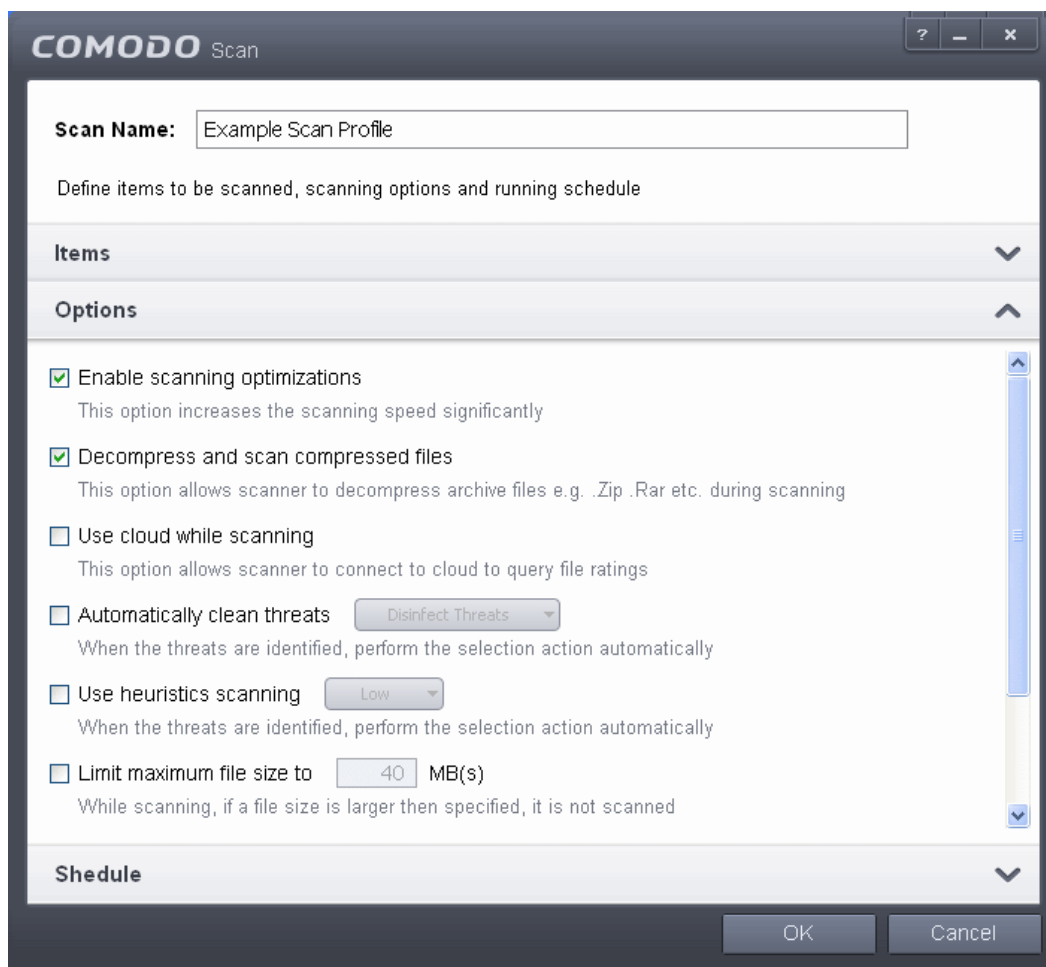 COMODO Scan
? — x
Scan Name: Example Scan Profile
Define items to be scanned, scanning options and running schedule
Items
Options
Enable scanning optimizations
This option increases the scanning speed significantly
Decompress and scan compressed files
This option allows scanner to decompress archive files e.g. .Zip .Rar etc. during scanning
Use cloud while scanning
This option allows scanner to connect to cloud to query file ratings
Automatically clean threats Disinfect Threats
When the threats are identified, perform the selection action automatically
Use heuristics scanning Low
When the threats are identified, perform the selection action automatically
Limit maximum file size to 40 MB(s)
While scanning, if a file size is larger then specified, it is not scanned
Shedule
OK Cancel